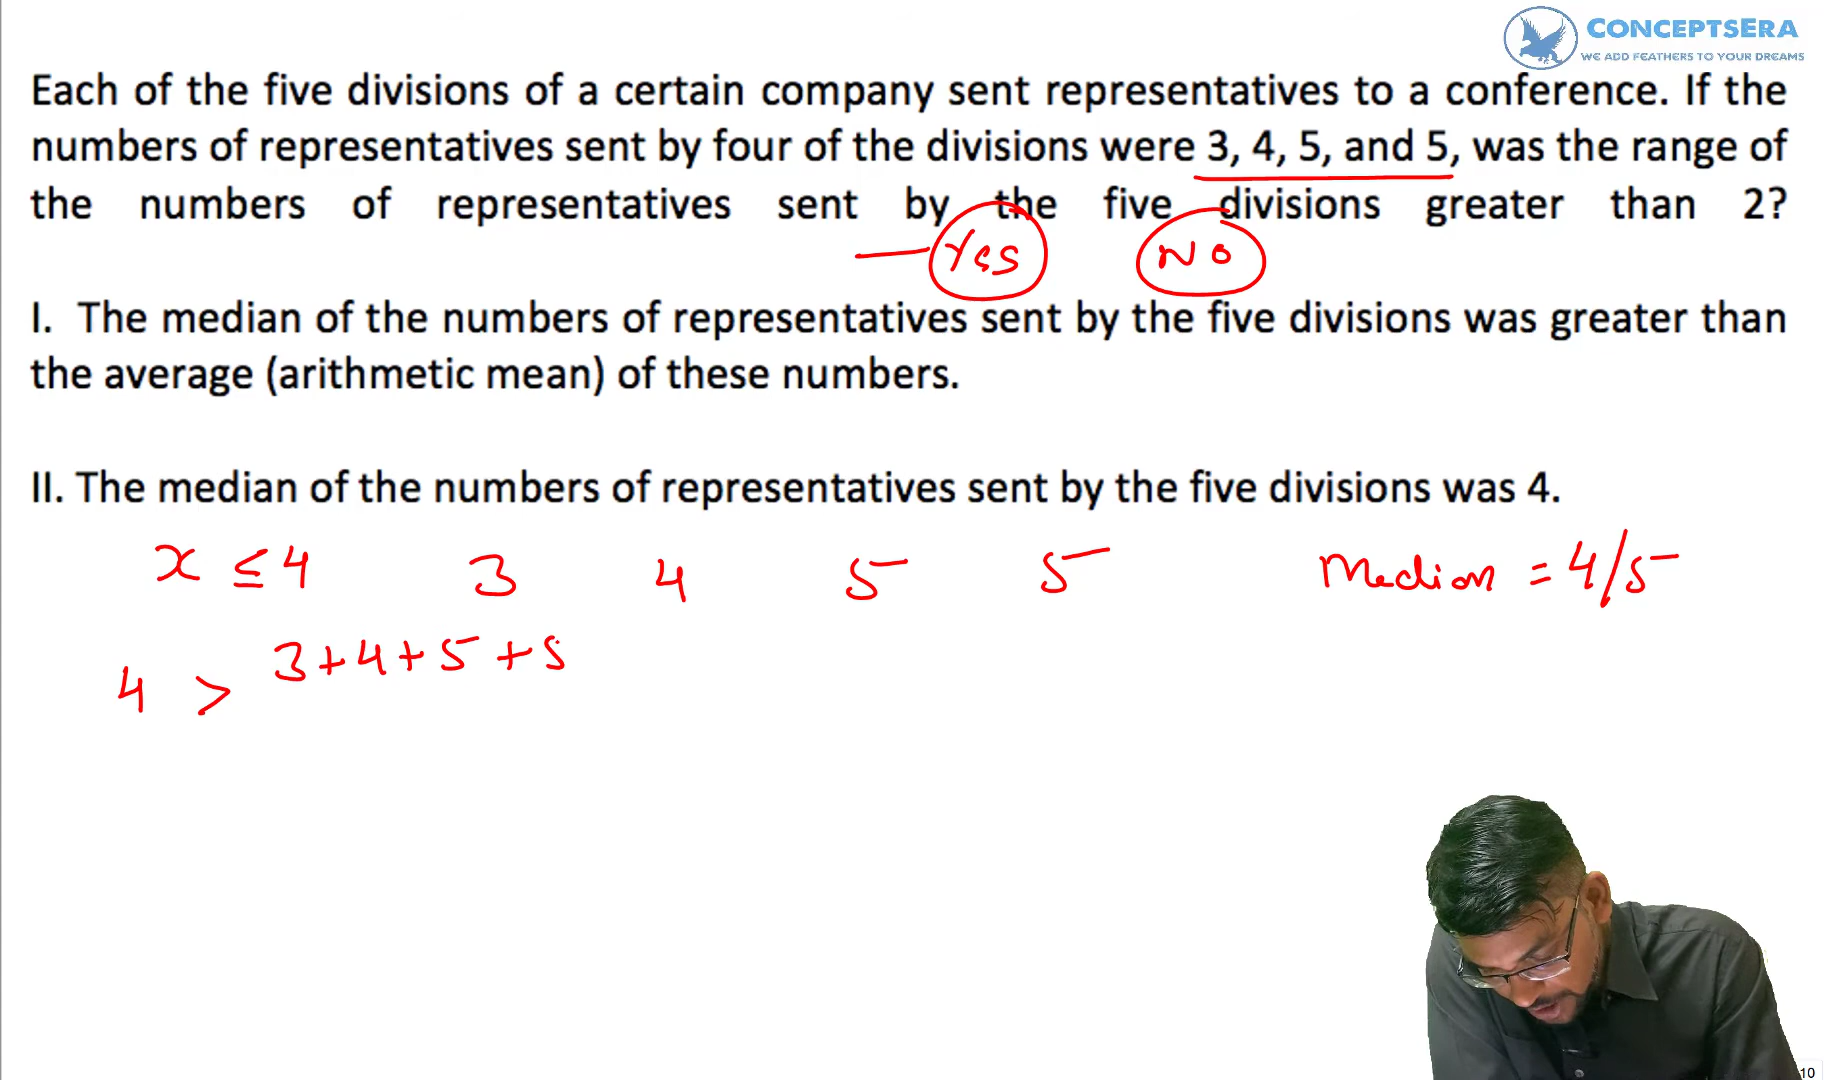 CONCEPTSERA
WE ADD FEATHERS TO YOUR DREAMS
Each of the five divisions of a certain company sent representatives to a conference. If the
numbers of representatives sent by four of the divisions were 3, 4, 5, and 5, was the range of
the numbers of representatives sent by the five divisions greater than 2?
Yes NO
I. The median of the numbers of representatives sent by the five divisions was greater than
the average (arithmetic mean) of these numbers.
II. The median of the numbers of representatives sent by the five divisions was 4.
x ≤ 4 3 4 5 5 Median = 4/5
4 > 3+4+5+5
10